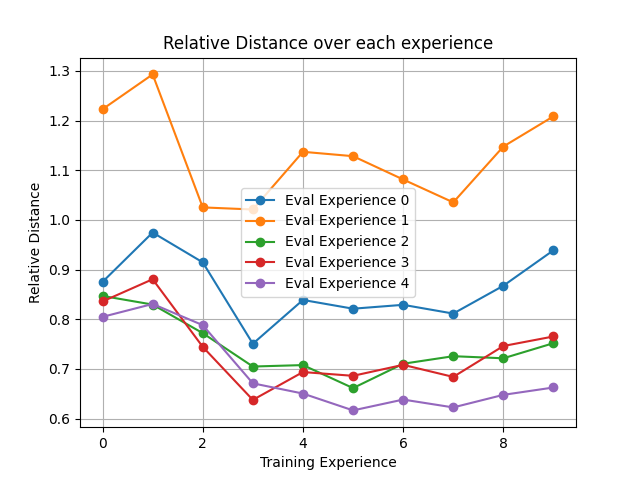 Relative Distance over each experience
1.3
1.2
1.1
1.0
0.9
0.8
0.7
0.6
Relative Distance
Eval Experience 0
Eval Experience 1
Eval Experience 2
Eval Experience 3
Eval Experience 4
0 2 4 6 8
Training Experience